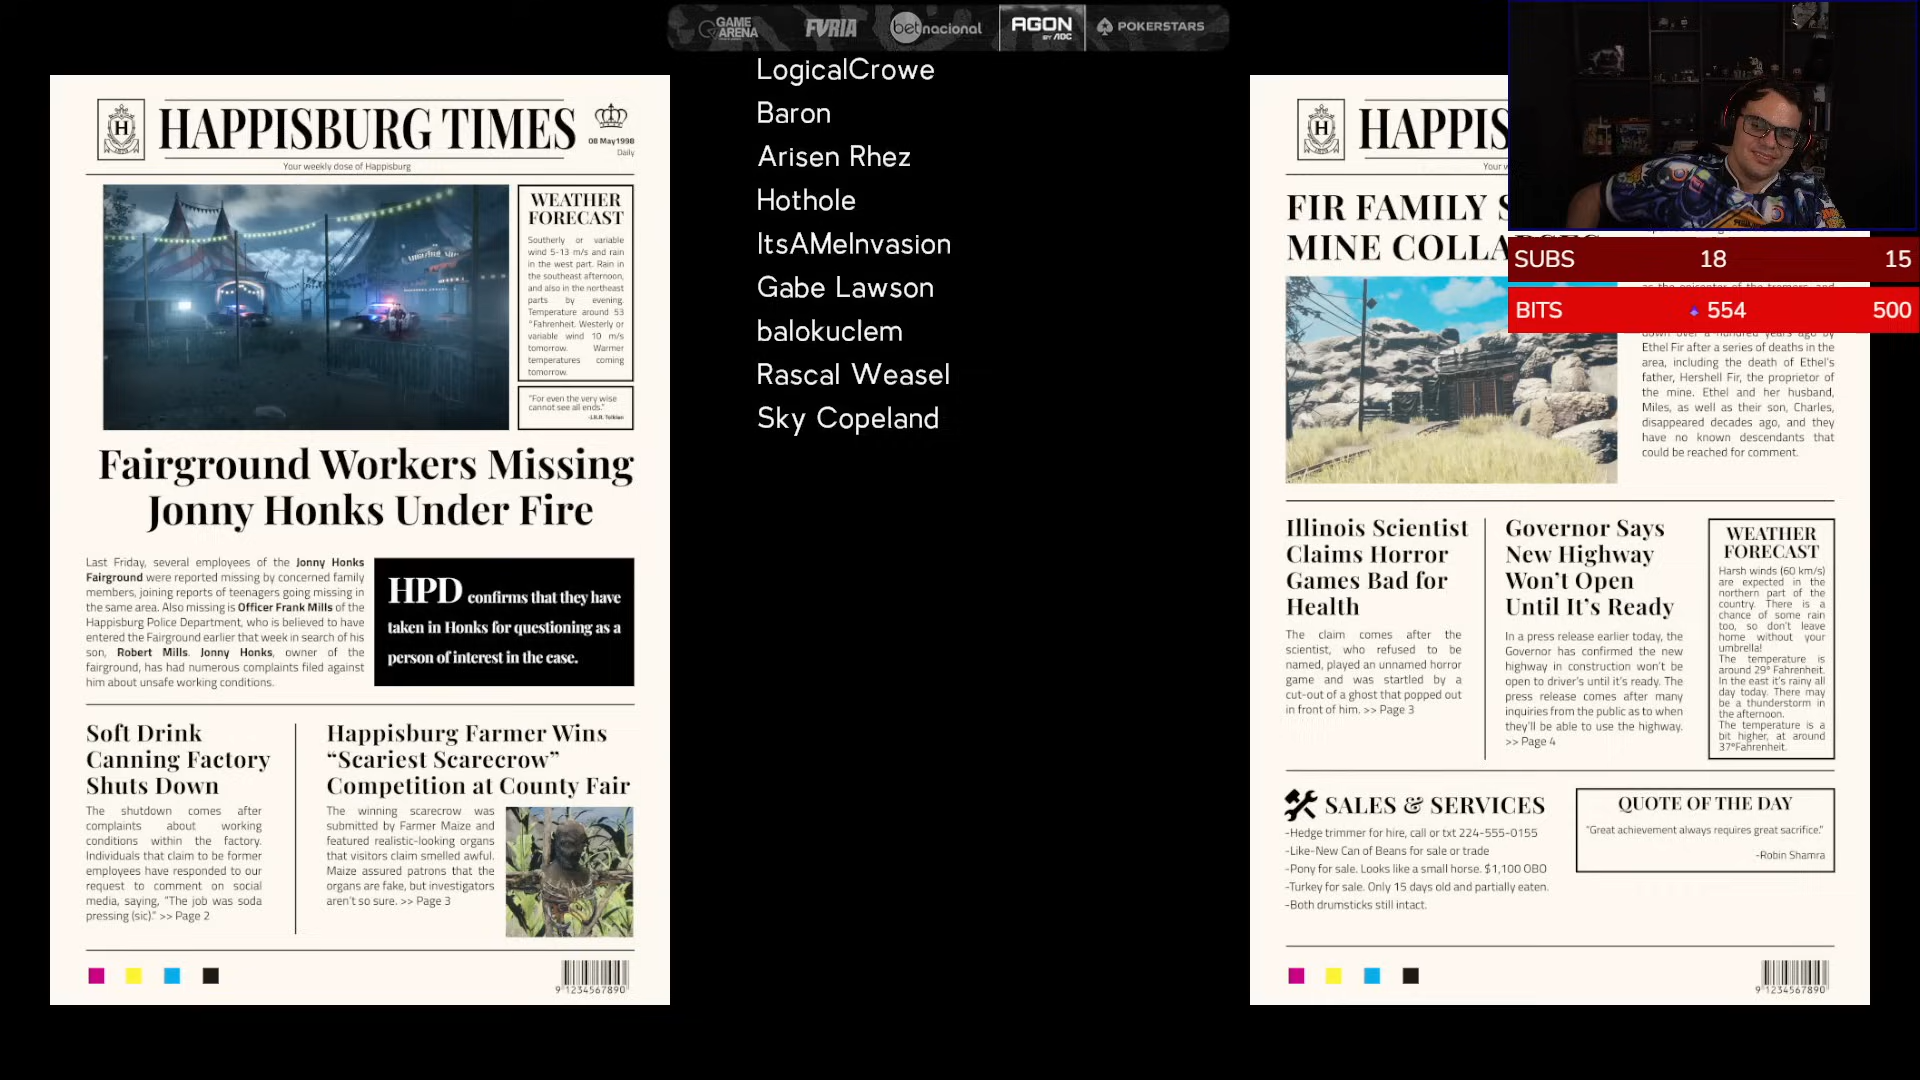 GAME ARENA
FVRIA
betnacional
AGON
BY AOC
POKERSTARS
LogicalCrowe
Baron
Arisen Rhez
Hothole
ItsAMeInvasion
Gabe Lawson
balokuclem
Rascal Weasel
Sky Copeland
H
HAPPISBURG TIMES
08 May1998
Daily
Your weekly dose of Happisburg
WEATHER
FORECAST
Southerly or variable
wind 5-13 m/s and rain
in the west part. Rain in
the southeast afternoon,
and also in the northeast
parts by evening.
Temperature around 53
°Fahrenheit. Westerly or
variable wind 10 m/s
tomorrow. Warmer
temperatures coming
tomorrow.
"For even the very wise
cannot see all ends."
-J.R.R. Tolkien
Fairground Workers Missing
Jonny Honks Under Fire
Last Friday, several employees of the Jonny Honks
Fairground were reported missing by concerned family
members, joining reports of teenagers going missing in
the same area. Also missing is Officer Frank Mills of the
Happisburg Police Department, who is believed to have
entered the Fairground earlier that week in search of his
son, Robert Mills. Jonny Honks, owner of the
fairground, has had numerous complaints filed against
him about unsafe working conditions.
HPD confirms that they have
taken in Honks for questioning as a
person of interest in the case.
Soft Drink
Canning Factory
Shuts Down
The shutdown comes after
complaints about working
conditions within the factory.
Individuals that claim to be former
employees have responded to our
request to comment on social
media, saying, "The job was soda
pressing (sic)." >> Page 2
Happisburg Farmer Wins
“Scariest Scarecrow”
Competition at County Fair
The winning scarecrow was
submitted by Farmer Maize and
featured realistic-looking organs
that visitors claim smelled awful.
Maize assured patrons that the
organs are fake, but investigators
aren't so sure. >> Page 3
9 1234567890
H
HAPPIS
Your w
SUBS 18 15
BITS 554 500
FIR FAMILY S
MINE COLLA
down over a hundred years ago by
Ethel Fir after a series of deaths in the
area, including the death of Ethel's
father, Hershell Fir, the proprietor of
the mine. Ethel and her husband,
Miles, as well as their son, Charles,
disappeared decades ago, and they
have no known descendants that
could be reached for comment.
Illinois Scientist
Claims Horror
Games Bad for
Health
The claim comes after the
scientist, who refused to be
named, played an unnamed horror
game and was startled by a
cut-out of a ghost that popped out
in front of him. >> Page 3
Governor Says
New Highway
Won’t Open
Until It’s Ready
In a press release earlier today, the
Governor has confirmed the new
highway in construction won't be
open to driver's until it's ready. The
press release comes after many
inquiries from the public as to when
they'll be able to use the highway.
>> Page 4
WEATHER
FORECAST
Harsh winds (60 km/s)
are expected in the
northern part of the
country. There is a
chance of some rain
too, so don't leave
home without your
umbrella!
The temperature is
around 29° Fahrenheit.
In the east it's rainy all
day today. There may
be a thunderstorm in
the afternoon.
The temperature is a
bit higher, at around
37°Fahrenheit.
SALES & SERVICES
-Hedge trimmer for hire, call or txt 224-555-0155
-Like-New Can of Beans for sale or trade
-Pony for sale. Looks like a small horse. $1,100 OBO
-Turkey for sale. Only 15 days old and partially eaten.
-Both drumsticks still intact.
QUOTE OF THE DAY
"Great achievement always requires great sacrifice."
-Robin Shamra
9 1234567890